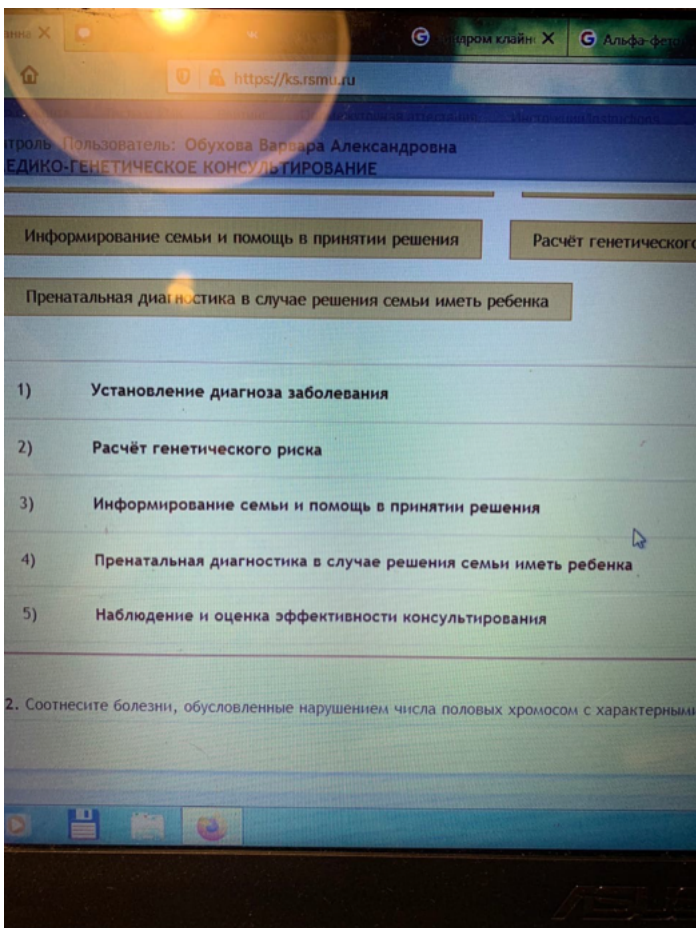 https://ks.rsmu.ru
Пользователь: Обухова Варвара Александровна
ЕДИКО-ГЕНЕТИЧЕСКОЕ КОНСУЛЬТИРОВАНИЕ
Информирование семьи и помощь в принятии решения
Расчёт генетического
Пренатальная диагностика в случае решения семьи иметь ребенка
1) Установление диагноза заболевания
2) Расчёт генетического риска
3) Информирование семьи и помощь в принятии решения
4) Пренатальная диагностика в случае решения семьи иметь ребенка
5) Наблюдение и оценка эффективности консультирования
2. Соотнесите болезни, обусловленные нарушением числа половых хромосом с характерными
ASUS